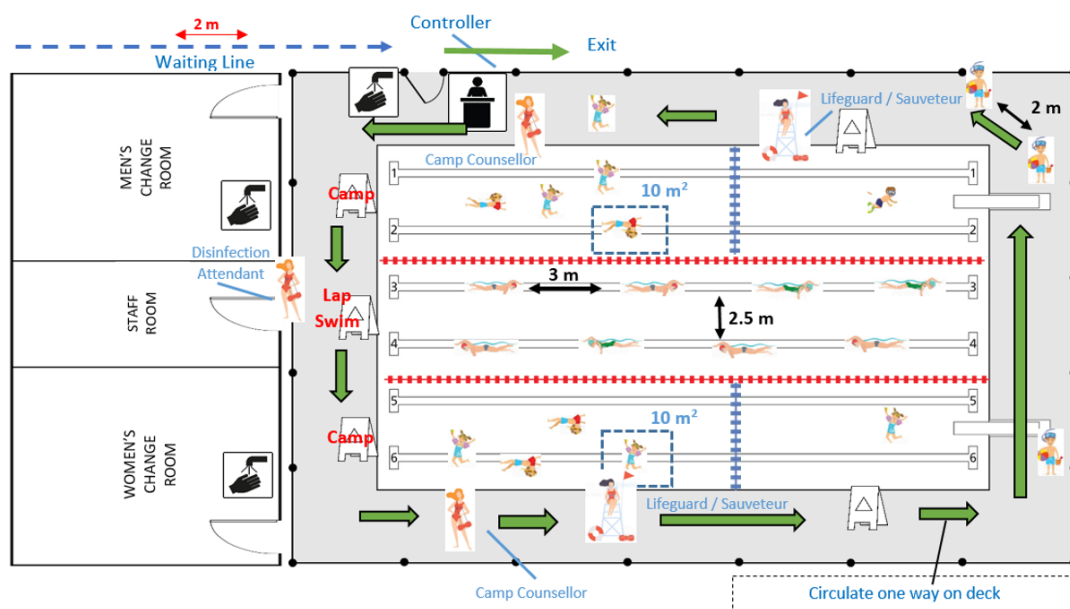 Controller
2 m
Exit
Waiting Line
Lifeguard / Sauveteur
2 m
Camp Counsellor
MEN'S
CHANGE
ROOM
1
1
Camp
10 m²
2
2
Disinfection
Attendant
3
3 m
3
Lap
Swim
STAFF
ROOM
2.5 m
4
4
5
5
10 m²
Camp
WOMEN'S
CHANGE
ROOM
6
6
Lifeguard / Sauveteur
Camp Counsellor
Circulate one way on deck